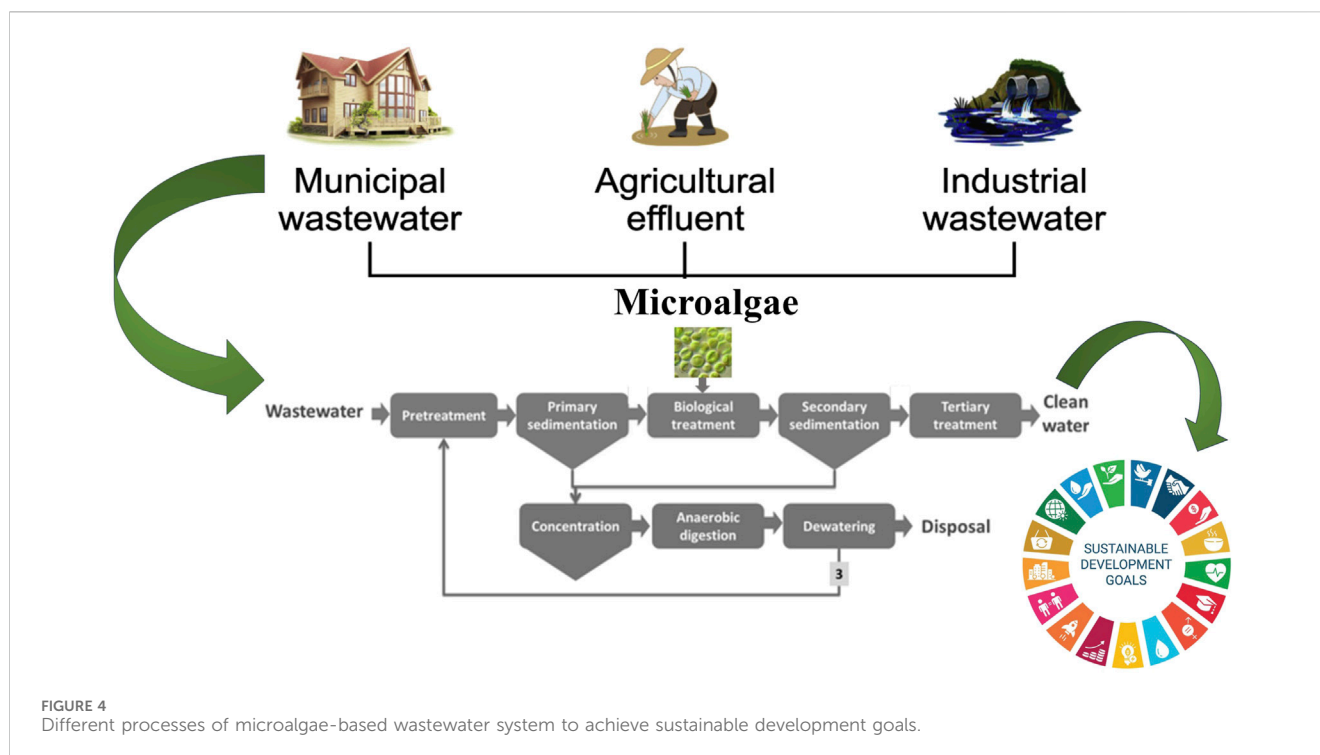 Municipal
wastewater
Agricultural
effluent
Industrial
wastewater
Microalgae
Wastewater
Pretreatment
Primary
sedimentation
Biological
treatment
Secondary
sedimentation
Tertiary
treatment
Clean
water
Concentration
Anaerobic
digestion
Dewatering
Disposal
3
SUSTAINABLE
DEVELOPMENT
GOALS
FIGURE 4
Different processes of microalgae-based wastewater system to achieve sustainable development goals.